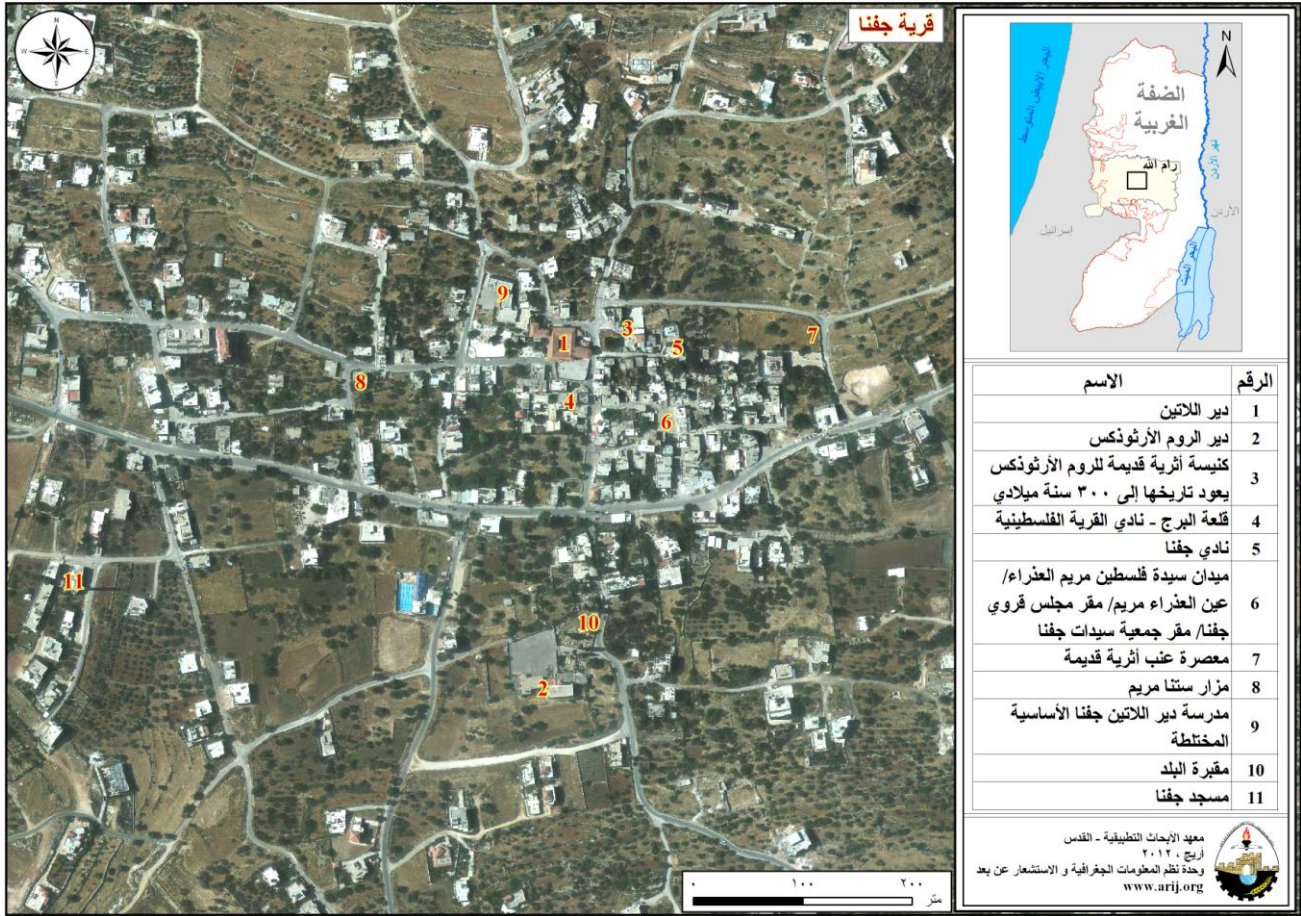 قرية جفنا
N
E
W
9
1
3
5
7
8
4
6
11
10
2
٠ ١٠٠ ٢٠٠
متر
N
البحر الابيض المتوسط
الضفة
الغربية
رام الله
نهر الأردن
الأردن
إسرائيل
البحر الميت
الرقم الاسم
1 دير اللاتين
2 دير الروم الأرثوذكس
3 كنيسة أثرية قديمة للروم الأرثوذكس
يعود تاريخها إلى ٣٠٠ سنة ميلادي
4 قلعة البرج - نادي القرية الفلسطينية
5 نادي جفنا
6 ميدان سيدة فلسطين مريم العذراء/
عين العذراء مريم/ مقر مجلس قروي
جفنا/ مقر جمعية سيدات جفنا
7 معصرة عنب أثرية قديمة
8 مزار ستنا مريم
9 مدرسة دير اللاتين جفنا الأساسية
المختلطة
10 مقبرة البلد
11 مسجد جفنا
معهد الأبحاث التطبيقية - القدس
أريج ، ٢٠١٢
وحدة نظم المعلومات الجغرافية و الاستشعار عن بعد
www.arij.org